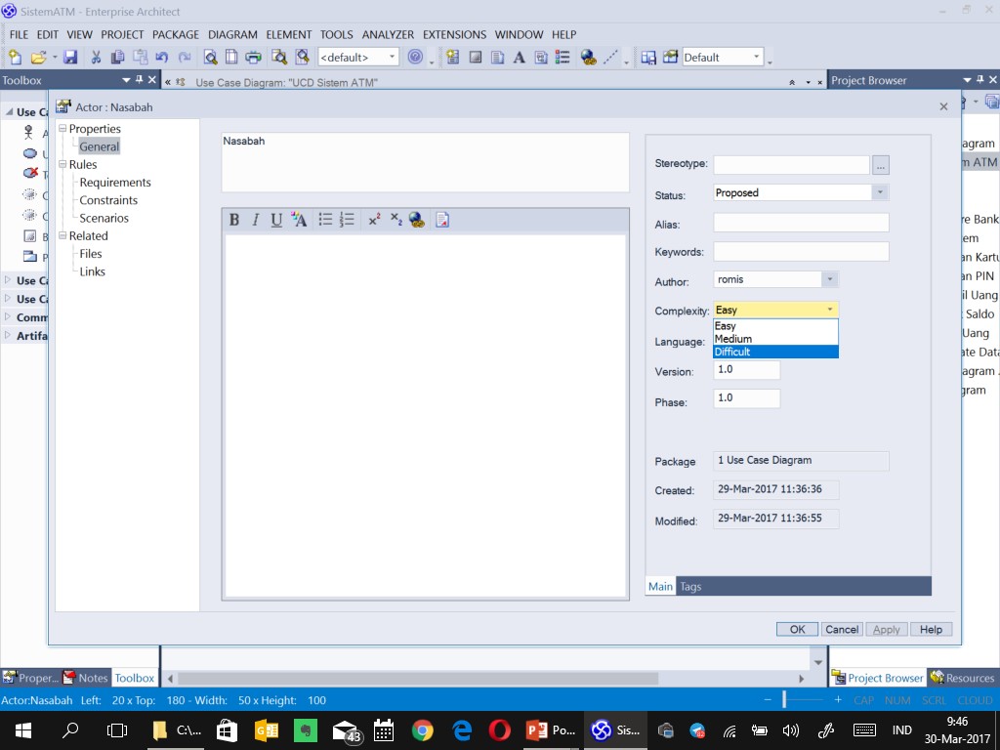 SistemATM - Enterprise Architect
FILE EDIT VIEW PROJECT PACKAGE DIAGRAM ELEMENT TOOLS ANALYZER EXTENSIONS WINDOW HELP
<default>
Default
Toolbox
Use Case Diagram: "UCD Sistem ATM"
Project Browser
Actor : Nasabah
Use Ca
Use Ca
Use Ca
Comm
Artifa
Properties
General
Rules
Requirements
Constraints
Scenarios
Related
Files
Links
Nasabah
B I U A
Stereotype:
...
Status: Proposed
Alias:
Keywords:
Author: romis
Complexity: Easy
Easy
Medium
Difficult
Language:
Version: 1.0
Phase: 1.0
Package 1 Use Case Diagram
Created: 29-Mar-2017 11:36:36
Modified: 29-Mar-2017 11:36:55
Main Tags
OK Cancel Apply Help
agram
m ATM
re Bank
em
an Kartu
an PIN
il Uang
t Saldo
Uang
ate Data
agram
gram
Proper... Notes Toolbox
Project Browser Resources
Actor:Nasabah Left: 20 x Top: 180 - Width: 50 x Height: 100
CAP NUM SCRL CLOUD
C:\... 43 Po... Sis... IND
9:46
30-Mar-2017